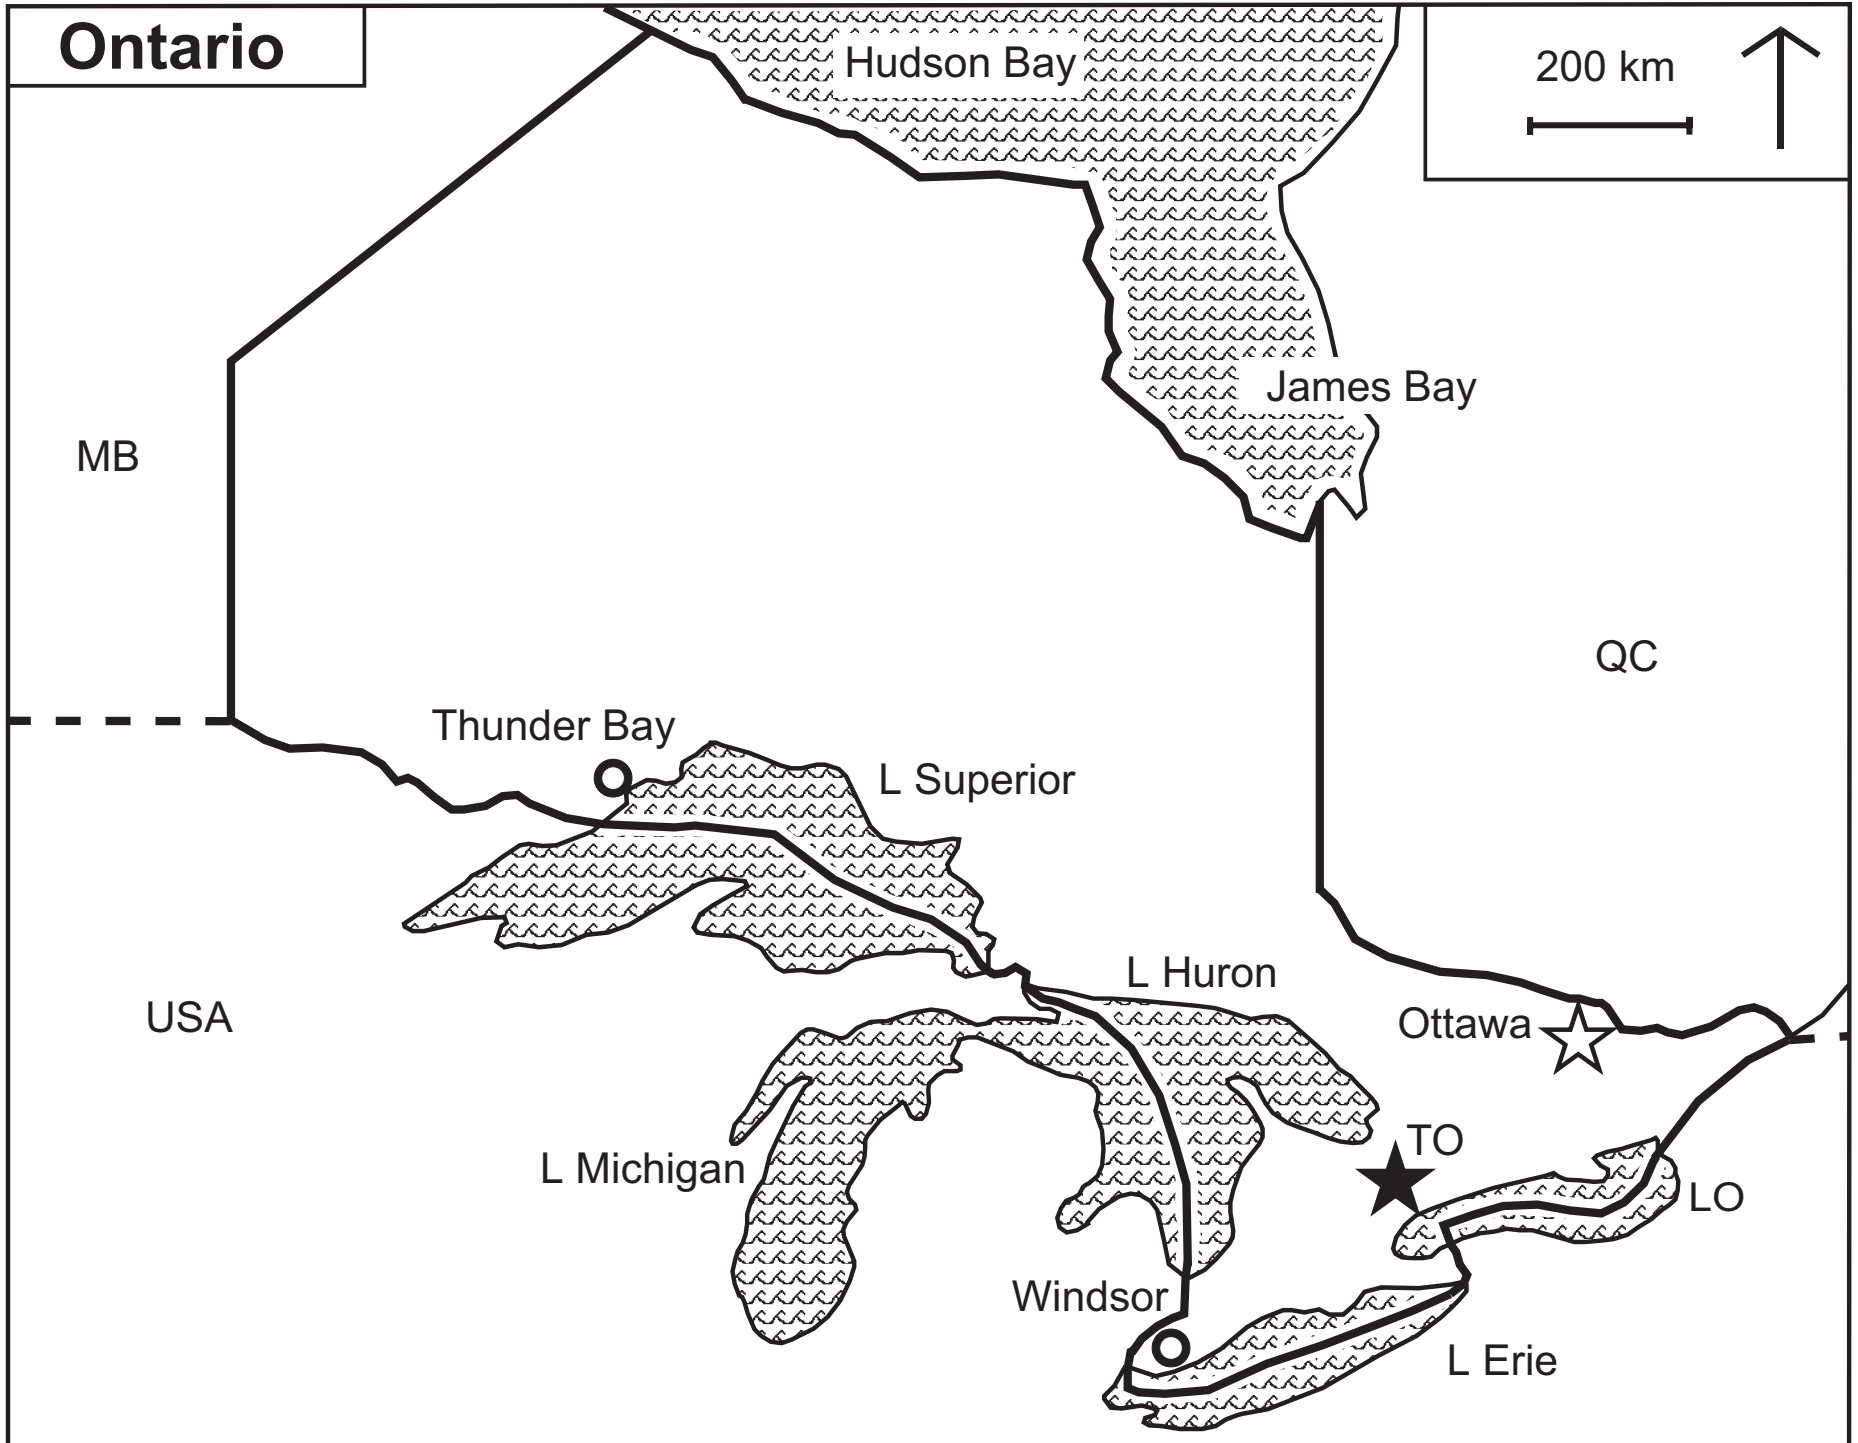 Ontario
Hudson Bay
200 km
James Bay
MB
QC
Thunder Bay
L Superior
L Huron
USA
Ottawa
TO
L Michigan
LO
Windsor
L Erie